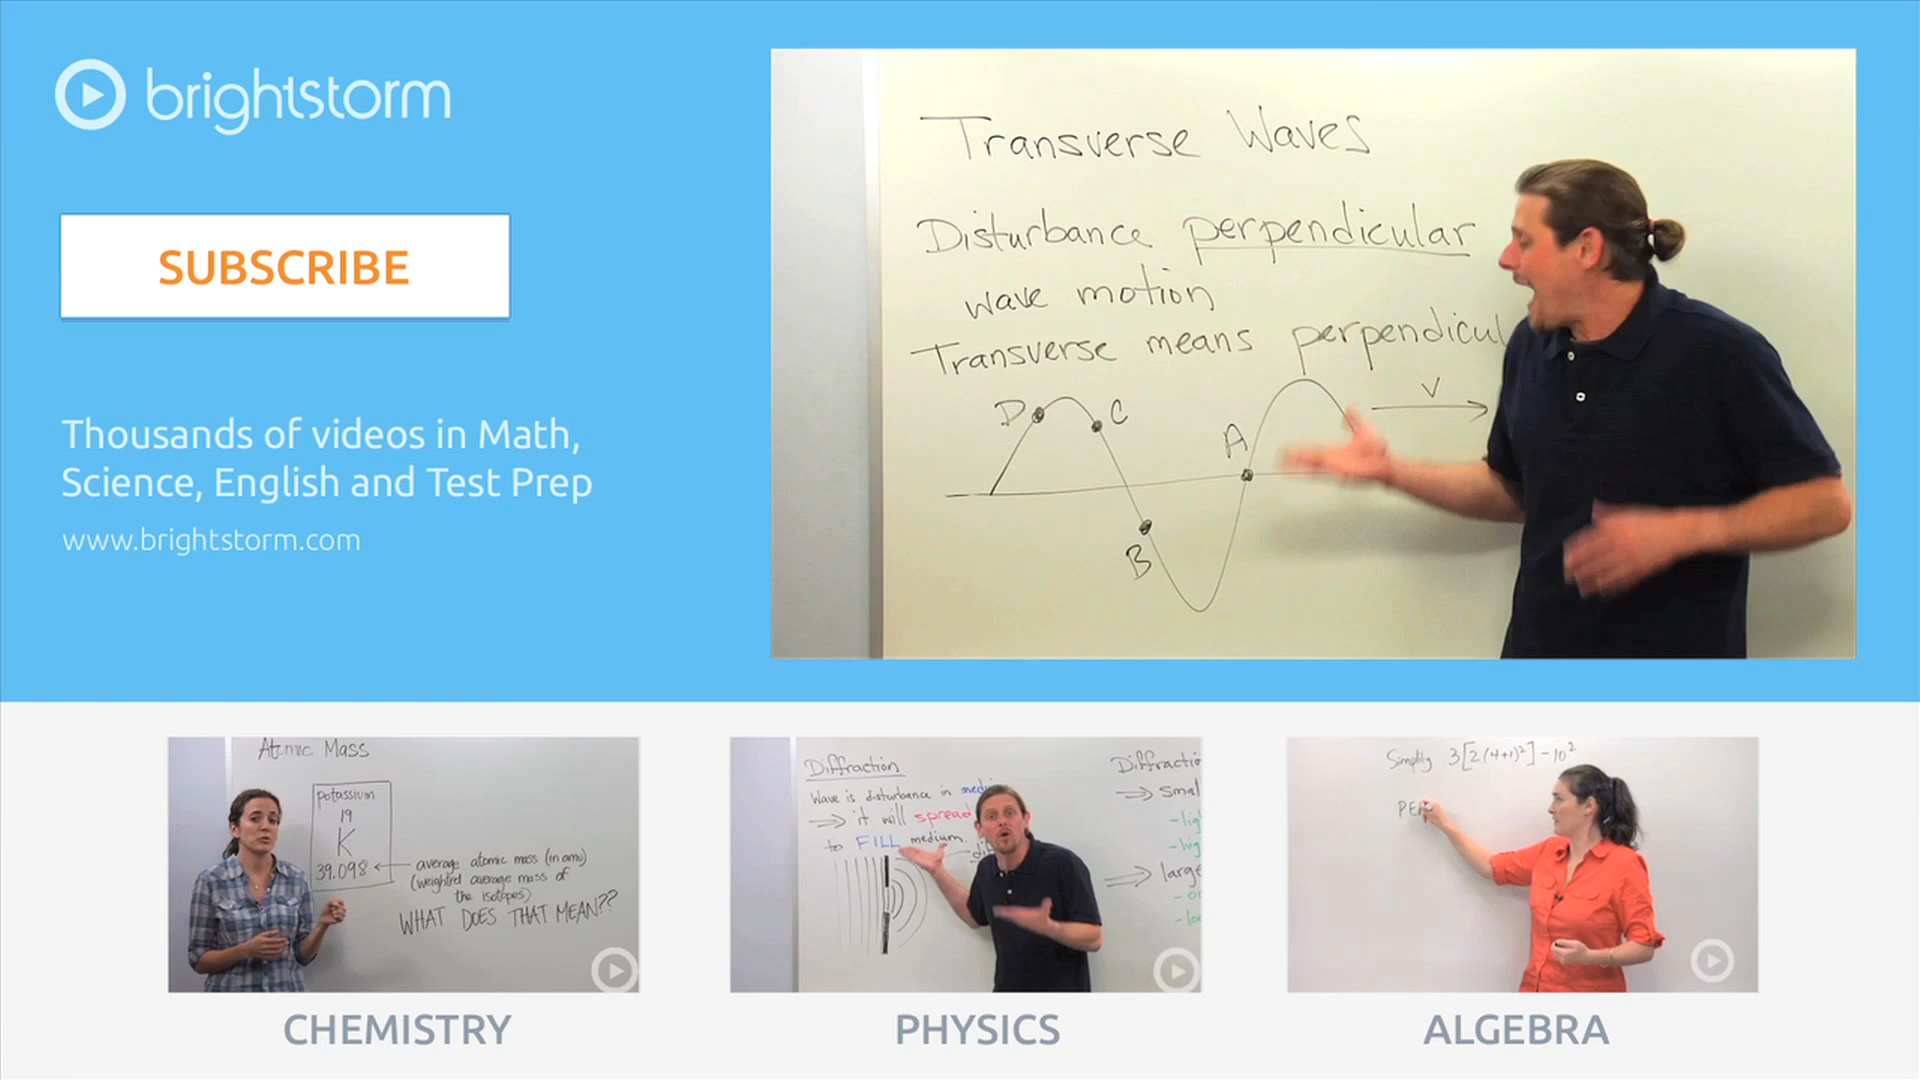 brightstorm
SUBSCRIBE
Thousands of videos in Math,
Science, English and Test Prep
www.brightstorm.com
Transverse Waves
Disturbance perpendicular
wave motion
Transverse means perpendicul
D
C
A
V
B
Atomic Mass
potassium
19
K
39.098
average atomic mass (in amu)
(weighted average mass of
the isotopes)
WHAT DOES THAT MEAN??
CHEMISTRY
Diffraction
Wave is disturbance in medi
it will spread
to FILL medium.
Diffractio
smal
large
PHYSICS
Simplify 3[2(4+1)²]-10²
PEM
ALGEBRA